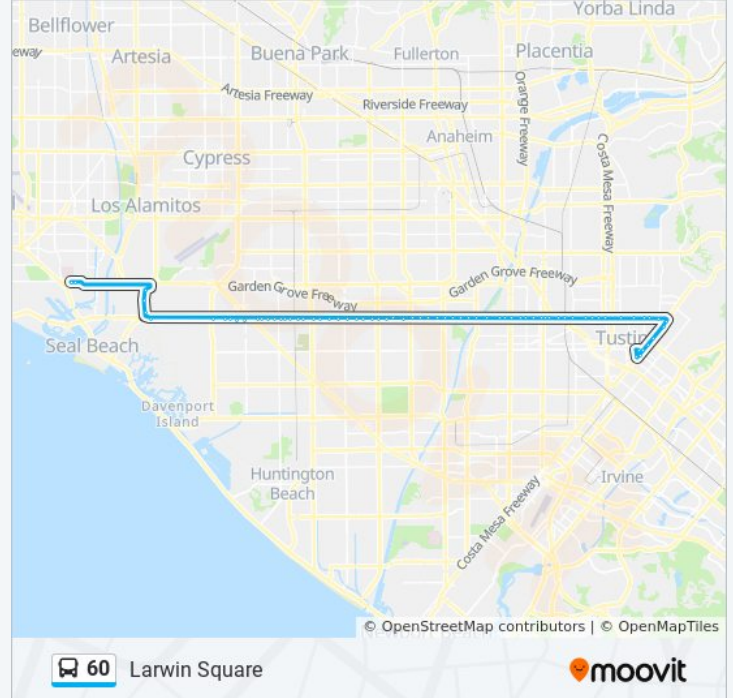 Yorba Linda
Bellflower
eway
Artesia
Buena Park
Fullerton
Placentia
Artesia Freeway
Riverside Freeway
Orange Freeway
Anaheim
Costa Mesa Freeway
Cypress
Los Alamitos
Garden Grove Freeway
Garden Grove Freeway
Seal Beach
Tustin
Davenport
Island
Huntington
Beach
Irvine
Costa Mesa Freeway
© OpenStreetMap contributors | © OpenMapTiles
60 Larwin Square
moovit